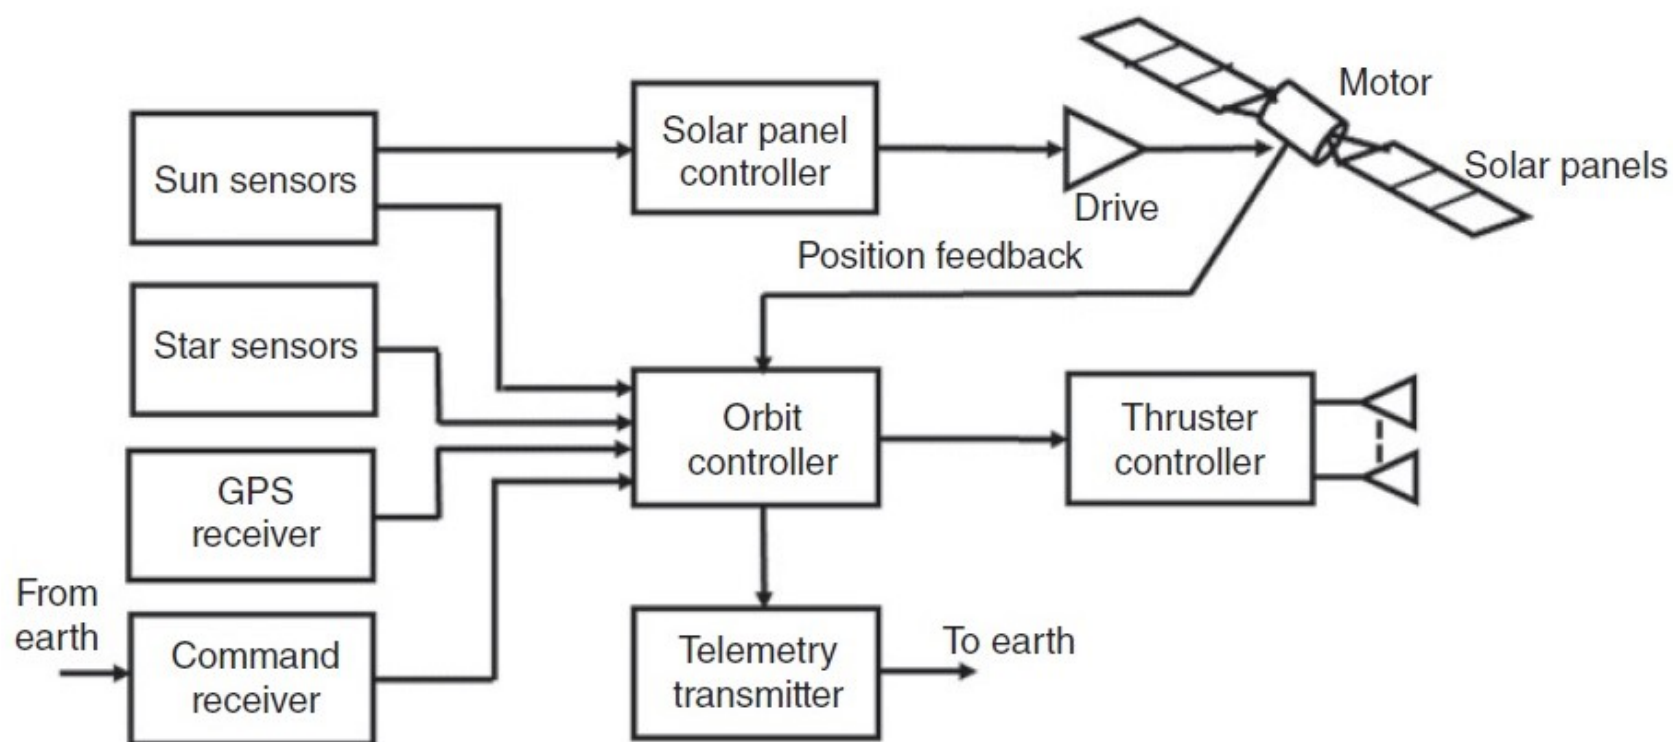 Motor
Solar panel
controller
Sun sensors
Solar panels
Drive
Position feedback
Star sensors
Orbit
controller
Thruster
controller
GPS
receiver
From
earth
Command
receiver
Telemetry
transmitter
To earth